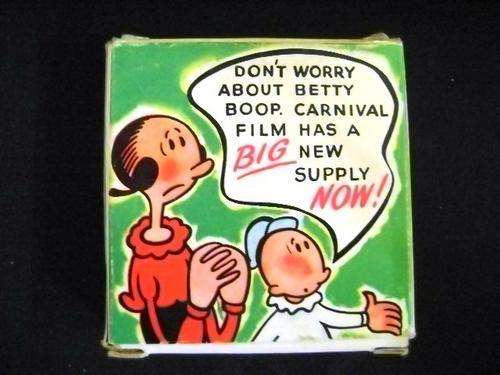 DON'T WORRY
ABOUT BETTY
BOOP. CARNIVAL
FILM HAS A
BIG NEW
SUPPLY
NOW!